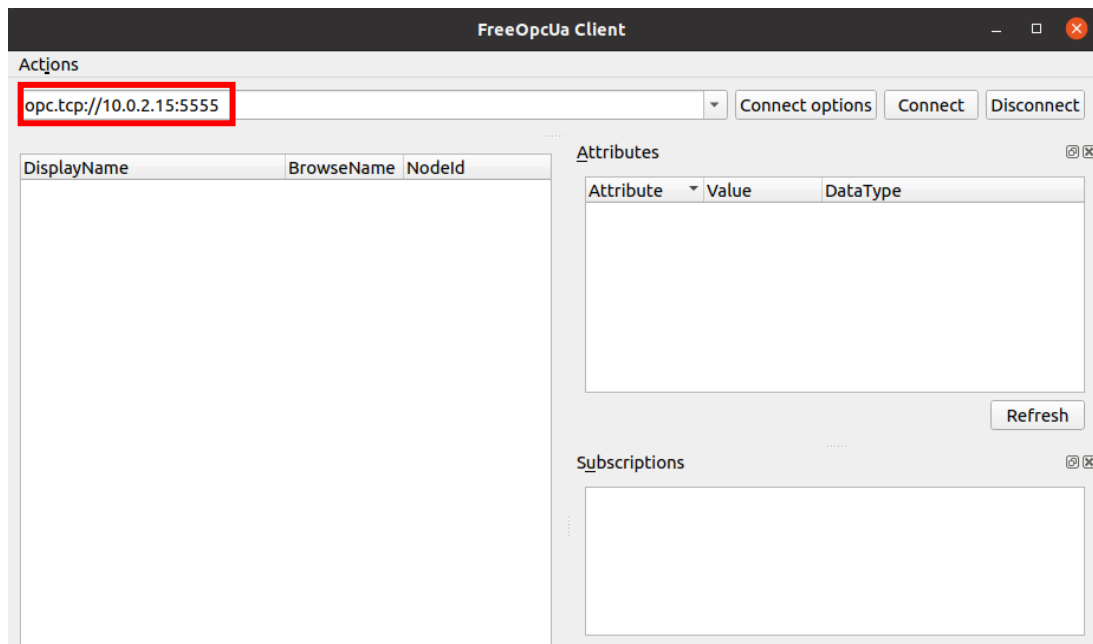 FreeOpcUa Client
Actions
opc.tcp://10.0.2.15:5555 Connect options Connect Disconnect
DisplayName BrowseName NodeId
Attributes
Attribute Value DataType
Refresh
Subscriptions